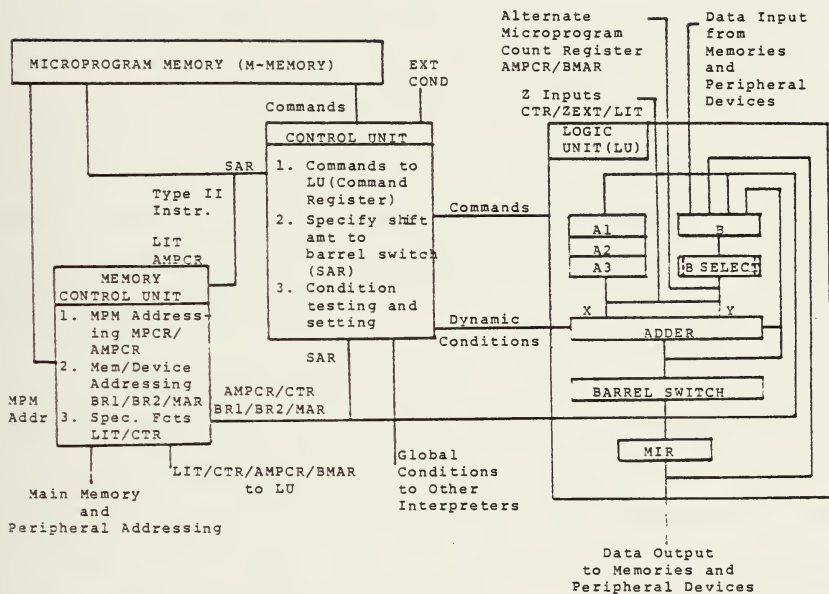 MICROPROGRAM MEMORY (M-MEMORY)
EXT
COND
Alternate
Microprogram
Count Register
AMPCR/BMAR
Data Input
from
Memories
and
Peripheral
Devices
Z Inputs
CTR/ZEXT/LIT
Commands
CONTROL UNIT
1. Commands to
LU(Command
Register)
2. Specify shift
amt to
barrel switch
(SAR)
3. Condition
testing and
setting
SAR
Type II
Instr.
LIT
AMPCR
MEMORY
CONTROL UNIT
1. MPM Address-
ing MPCR/
AMPCR
2. Mem/Device
Addressing
BR1/BR2/MAR
3. Spec. Fcts
LIT/CTR
MPM
Addr
Commands
Dynamic
Conditions
SAR
AMPCR/CTR
BR1/BR2/MAR
LOGIC
UNIT(LU)
A1
A2
A3
B
B SELECT
X
Y
ADDER
BARREL SWITCH
MIR
LIT/CTR/AMPCR/BMAR
to LU
Main Memory
and
Peripheral Addressing
Global
Conditions
to Other
Interpreters
Data Output
to Memories and
Peripheral Devices